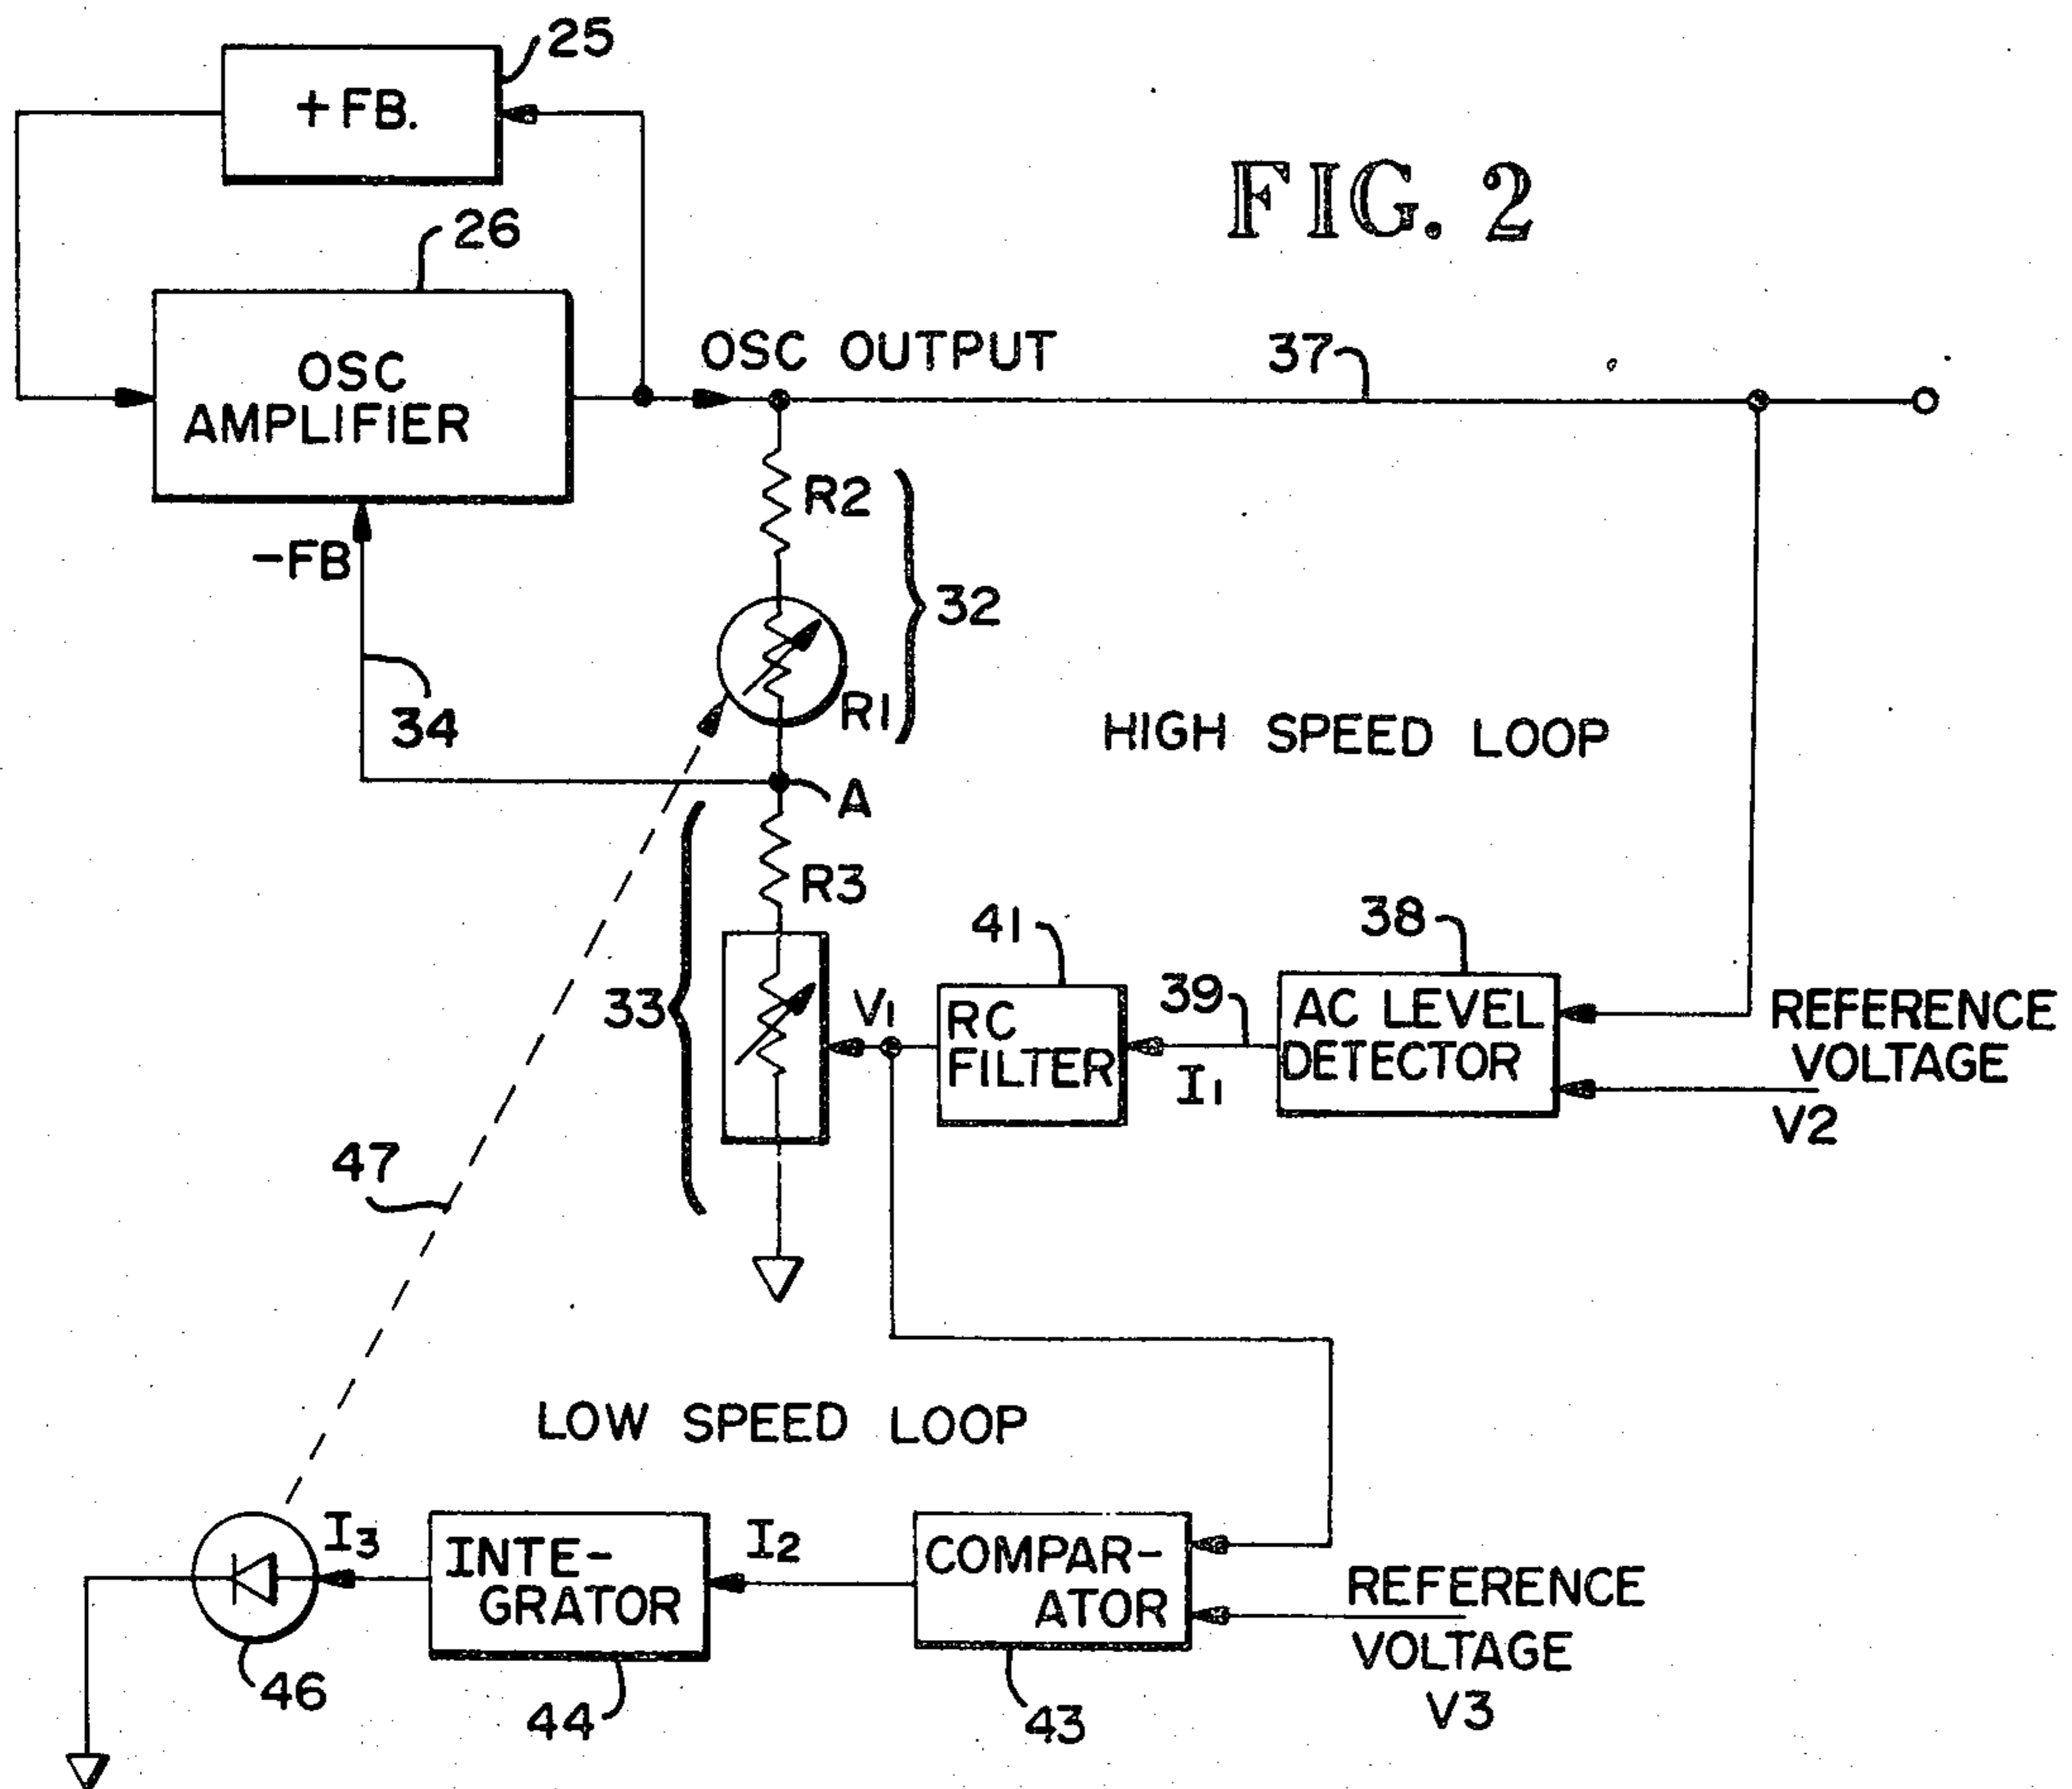 25
+FB.
FIG. 2
26
OSC
AMPLIFIER
OSC OUTPUT
37
R2
-FB
32
R1
34
A
HIGH SPEED LOOP
R3
33
V1
41
RC
FILTER
39
I1
38
AC LEVEL
DETECTOR
REFERENCE
VOLTAGE
V2
47
LOW SPEED LOOP
46
I3
INTE-
GRATOR
44
I2
COMPAR-
ATOR
43
REFERENCE
VOLTAGE
V3